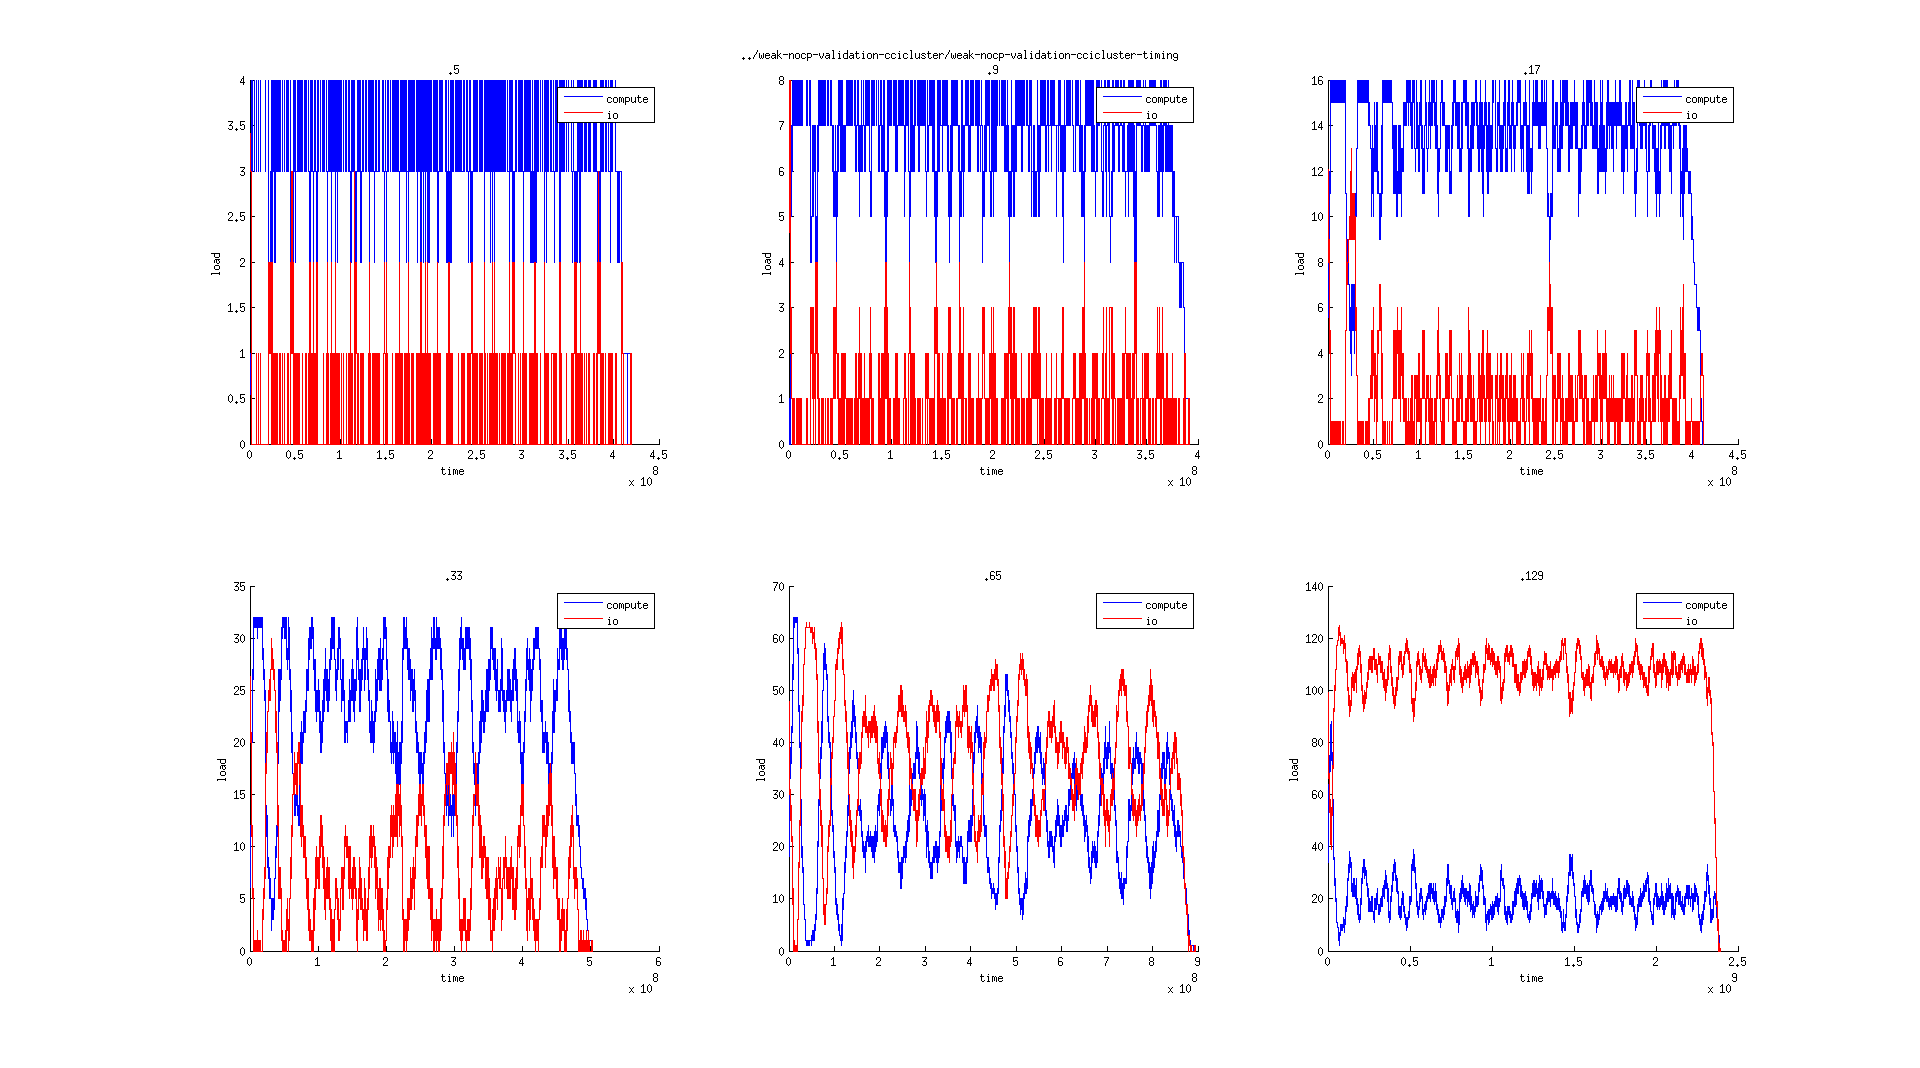 ../weak-nocp-validation-ccicluster/weak-nocp-validation-ccicluster-timing
.5
4
3.5
3
2.5
2
1.5
1
0.5
0
load
compute
io
0 0.5 1 1.5 2 2.5 3 3.5 4 4.5
time
8
x 10
.9
8
7
6
5
4
3
2
1
0
load
compute
io
0 0.5 1 1.5 2 2.5 3 3.5 4
time
8
x 10
.17
16
14
12
10
8
6
4
2
0
load
compute
io
0 0.5 1 1.5 2 2.5 3 3.5 4 4.5
time
8
x 10
.33
35
30
25
20
15
10
5
0
load
compute
io
0 1 2 3 4 5 6
time
8
x 10
.65
70
60
50
40
30
20
10
0
load
compute
io
0 1 2 3 4 5 6 7 8 9
time
8
x 10
.129
140
120
100
80
60
40
20
0
load
compute
io
0 0.5 1 1.5 2 2.5
time
9
x 10